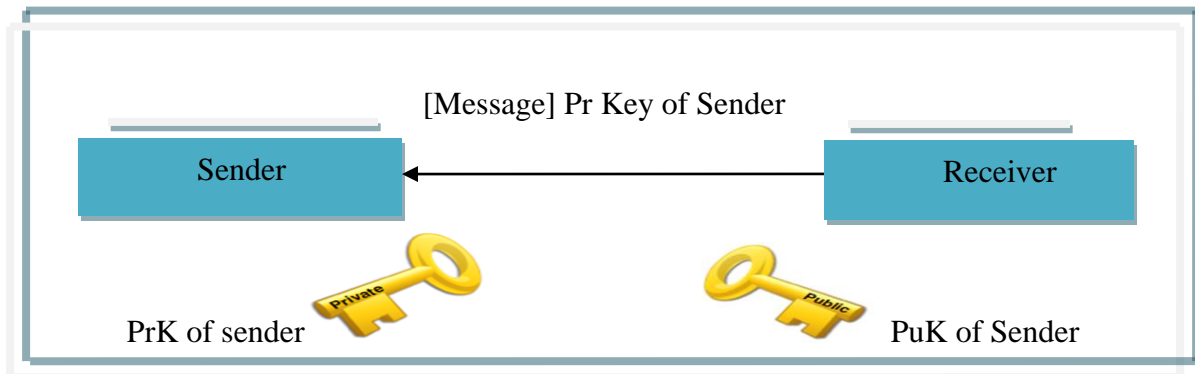 [Message] Pr Key of Sender
Sender
Receiver
Private
Public
PrK of sender
PuK of Sender